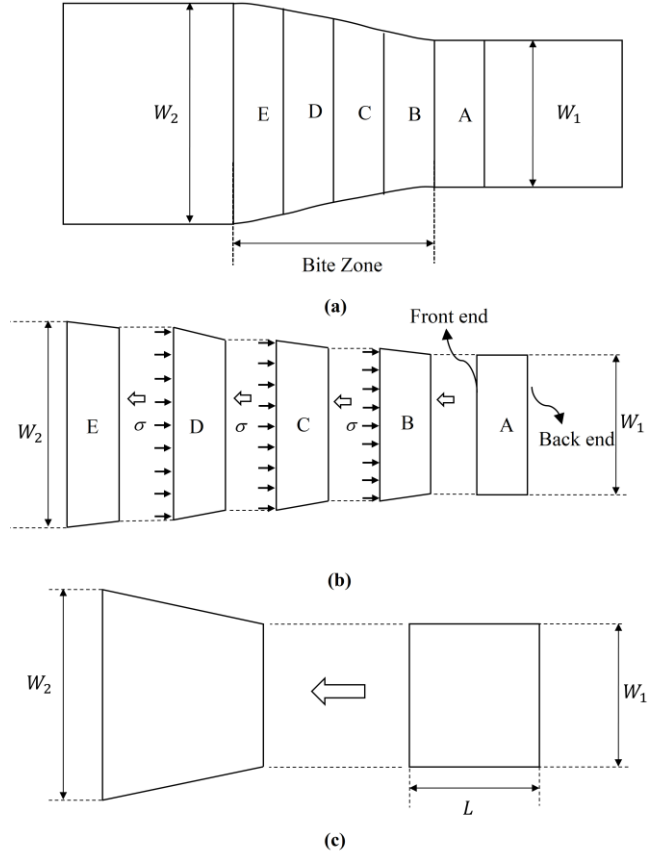 W₂
E
D
C
B
A
W₁
Bite Zone
(a)
Front end
W₂
E
σ
D
σ
C
σ
B
A
W₁
Back end
(b)
W₂
W₁
L
(c)